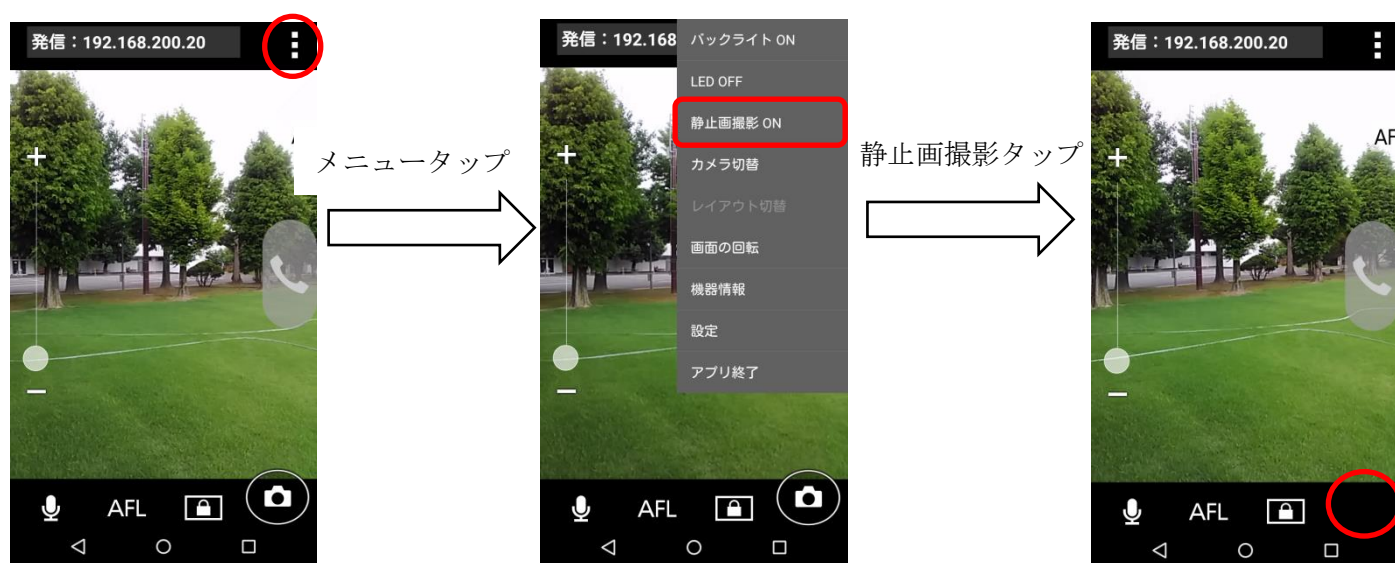 発信：192.168.200.20
AFL
メニュータップ
発信：192.168
バックライト ON
LED OFF
静止画撮影 ON
カメラ切替
レイアウト切替
画面の回転
機器情報
設定
アプリ終了
AFL
静止画撮影タップ
発信：192.168.200.20
AF
AFL